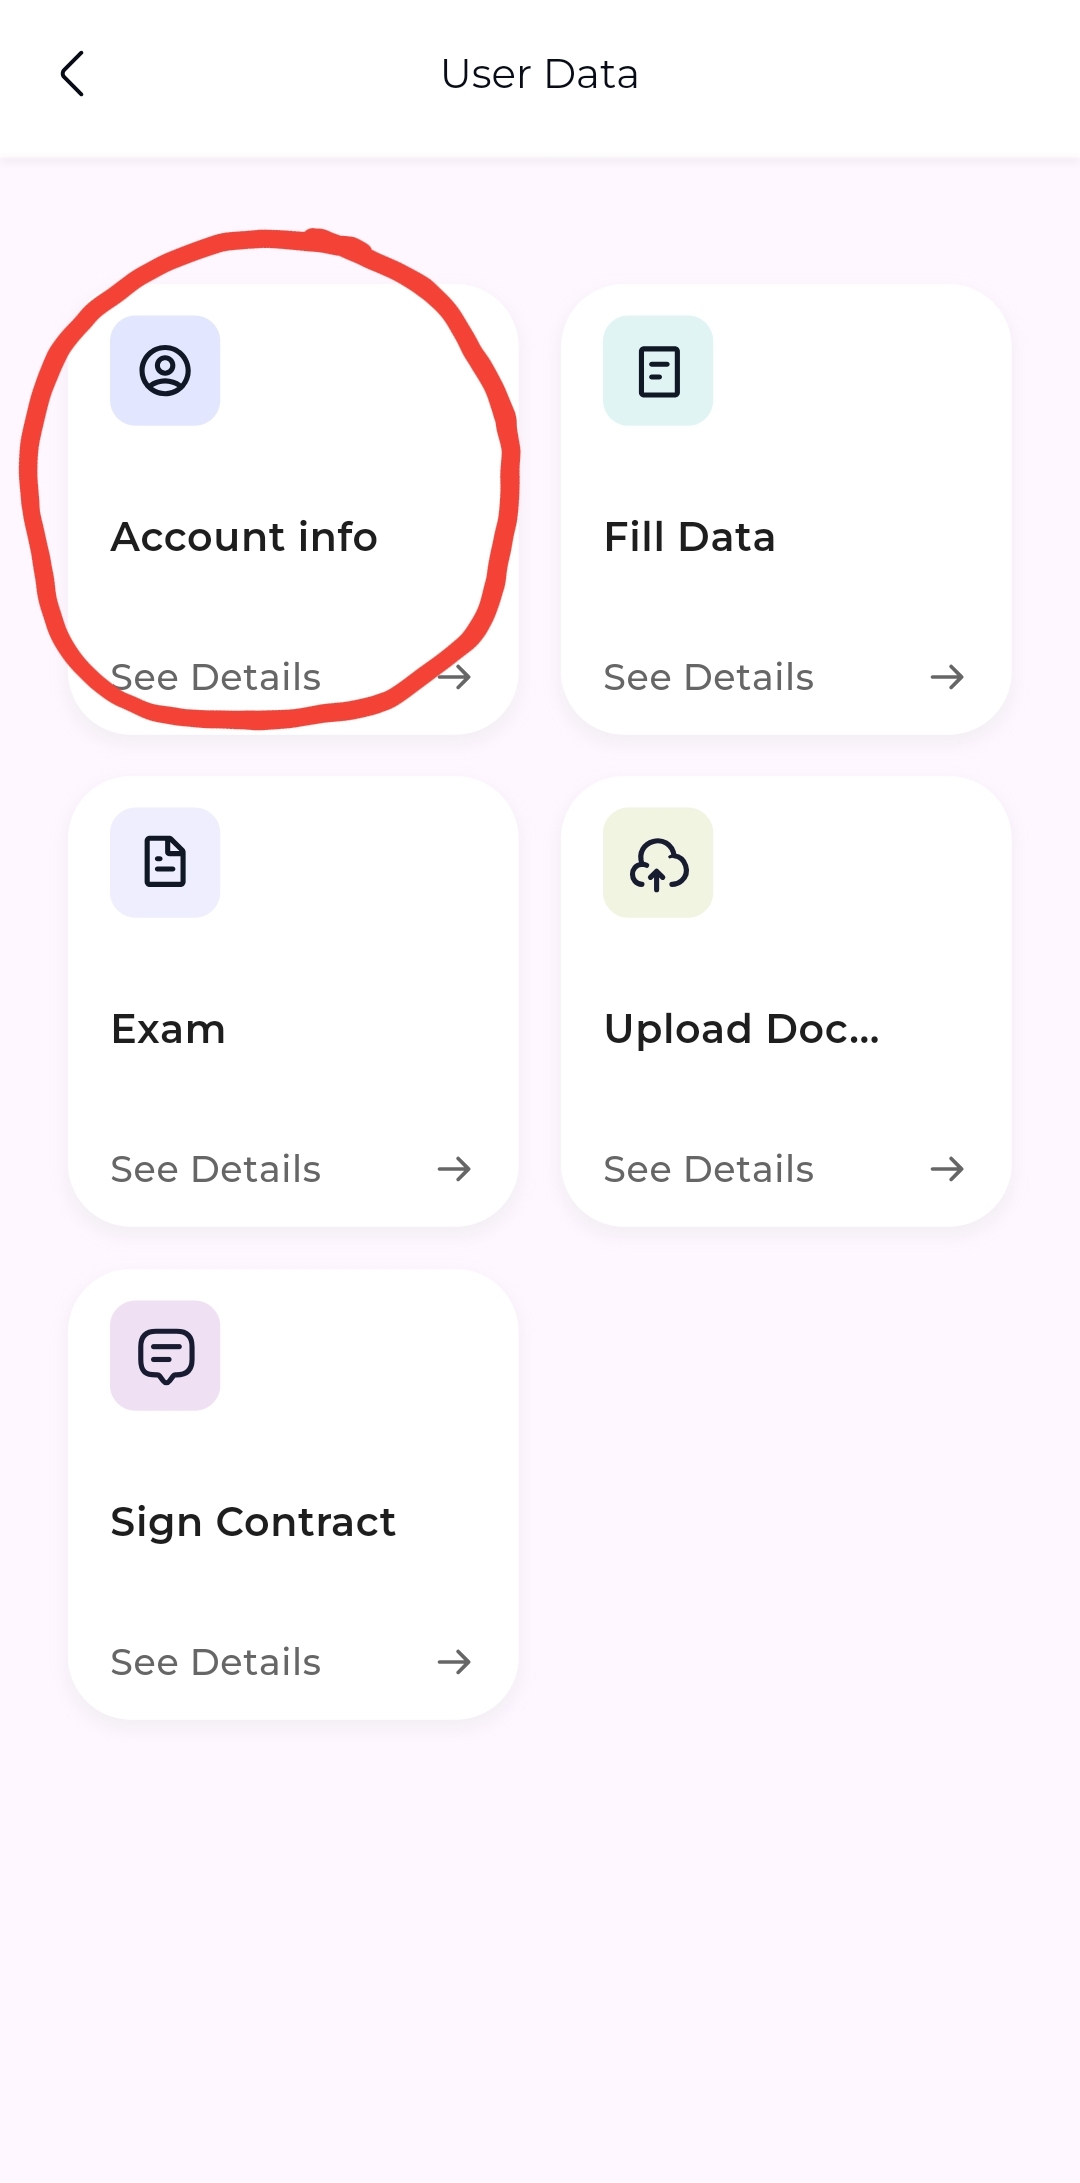 User Data
Account info
See Details
Fill Data
See Details
Exam
See Details
Upload Doc...
See Details
Sign Contract
See Details